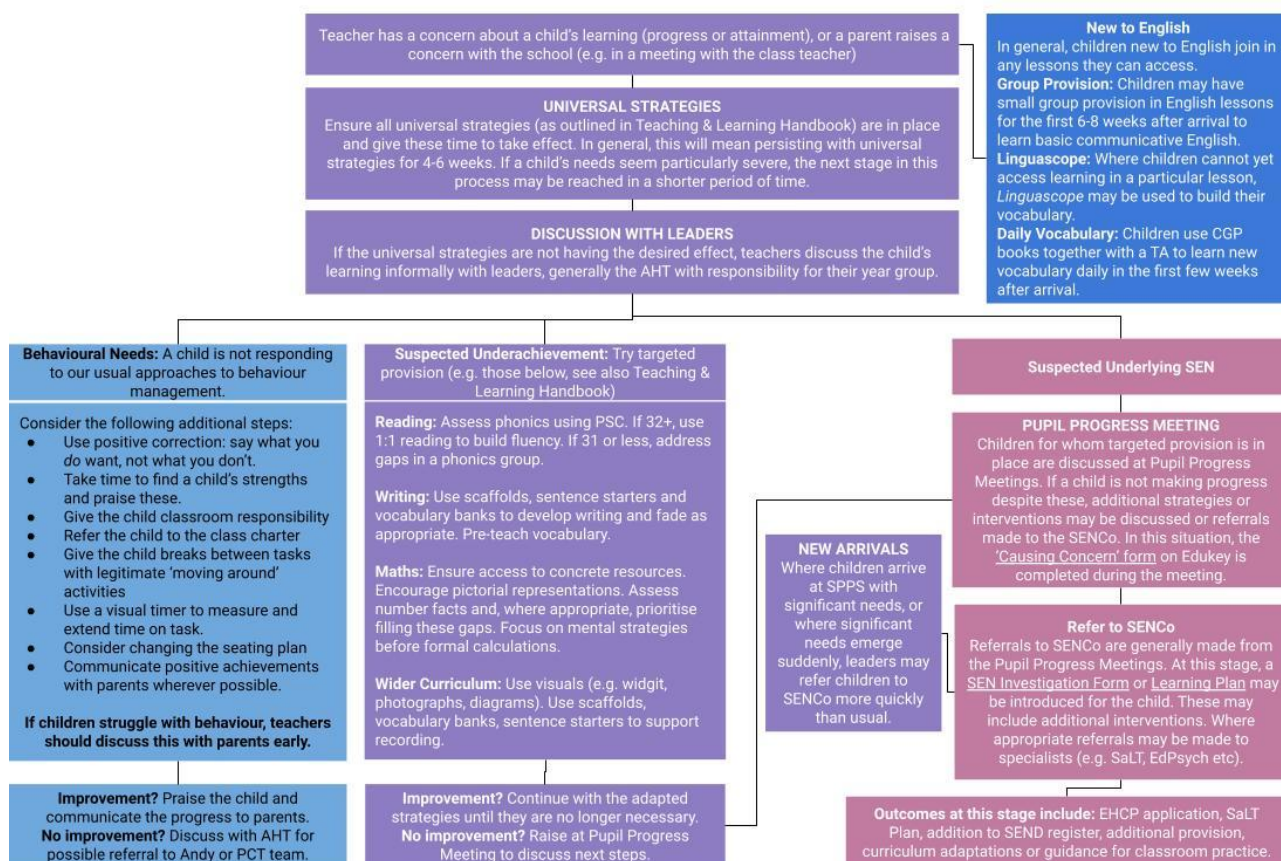 Teacher has a concern about a child's learning (progress or attainment), or a parent raises a
concern with the school (e.g. in a meeting with the class teacher)
UNIVERSAL STRATEGIES
Ensure all universal strategies (as outlined in Teaching & Learning Handbook) are in place
and give these time to take effect. In general, this will mean persisting with universal
strategies for 4-6 weeks. If a child's needs seem particularly severe, the next stage in this
process may be reached in a shorter period of time.
DISCUSSION WITH LEADERS
If the universal strategies are not having the desired effect, teachers discuss the child's
learning informally with leaders, generally the AHT with responsibility for their year group.
New to English
In general, children new to English join in
any lessons they can access.
Group Provision: Children may have
small group provision in English lessons
for the first 6-8 weeks after arrival to
learn basic communicative English.
Linguascope: Where children cannot yet
access learning in a particular lesson,
Linguascope may be used to build their
vocabulary.
Daily Vocabulary: Children use CGP
books together with a TA to learn new
vocabulary daily in the first few weeks
after arrival.
Behavioural Needs: A child is not responding
to our usual approaches to behaviour
management.
Consider the following additional steps:
● Use positive correction: say what you
do want, not what you don't.
● Take time to find a child's strengths
and praise these.
● Give the child classroom responsibility
● Refer the child to the class charter
● Give the child breaks between tasks
with legitimate 'moving around'
activities
● Use a visual timer to measure and
extend time on task.
● Consider changing the seating plan
● Communicate positive achievements
with parents wherever possible.
If children struggle with behaviour, teachers
should discuss this with parents early.
Improvement? Praise the child and
communicate the progress to parents.
No improvement? Discuss with AHT for
possible referral to Andy or PCT team.
Suspected Underachievement: Try targeted
provision (e.g. those below, see also Teaching &
Learning Handbook)
Reading: Assess phonics using PSC. If 32+, use
1:1 reading to build fluency. If 31 or less, address
gaps in a phonics group.
Writing: Use scaffolds, sentence starters and
vocabulary banks to develop writing and fade as
appropriate. Pre-teach vocabulary.
Maths: Ensure access to concrete resources.
Encourage pictorial representations. Assess
number facts and, where appropriate, prioritise
filling these gaps. Focus on mental strategies
before formal calculations.
Wider Curriculum: Use visuals (e.g. widgit,
photographs, diagrams). Use scaffolds,
vocabulary banks, sentence starters to support
recording.
Improvement? Continue with the adapted
strategies until they are no longer necessary.
No improvement? Raise at Pupil Progress
Meeting to discuss next steps.
NEW ARRIVALS
Where children arrive
at SPPS with
significant needs, or
where significant
needs emerge
suddenly, leaders may
refer children to
SENCo more quickly
than usual.
Suspected Underlying SEN
PUPIL PROGRESS MEETING
Children for whom targeted provision is in
place are discussed at Pupil Progress
Meetings. If a child is not making progress
despite these, additional strategies or
interventions may be discussed or referrals
made to the SENCo. In this situation, the
'Causing Concern' form on Edukey is
completed during the meeting.
Refer to SENCo
Referrals to SENCo are generally made from
the Pupil Progress Meetings. At this stage, a
SEN Investigation Form or Learning Plan may
be introduced for the child. These may
include additional interventions. Where
appropriate referrals may be made to
specialists (e.g. SaLT, EdPsych etc).
Outcomes at this stage include: EHCP application, SaLT
Plan, addition to SEND register, additional provision,
curriculum adaptations or guidance for classroom practice.